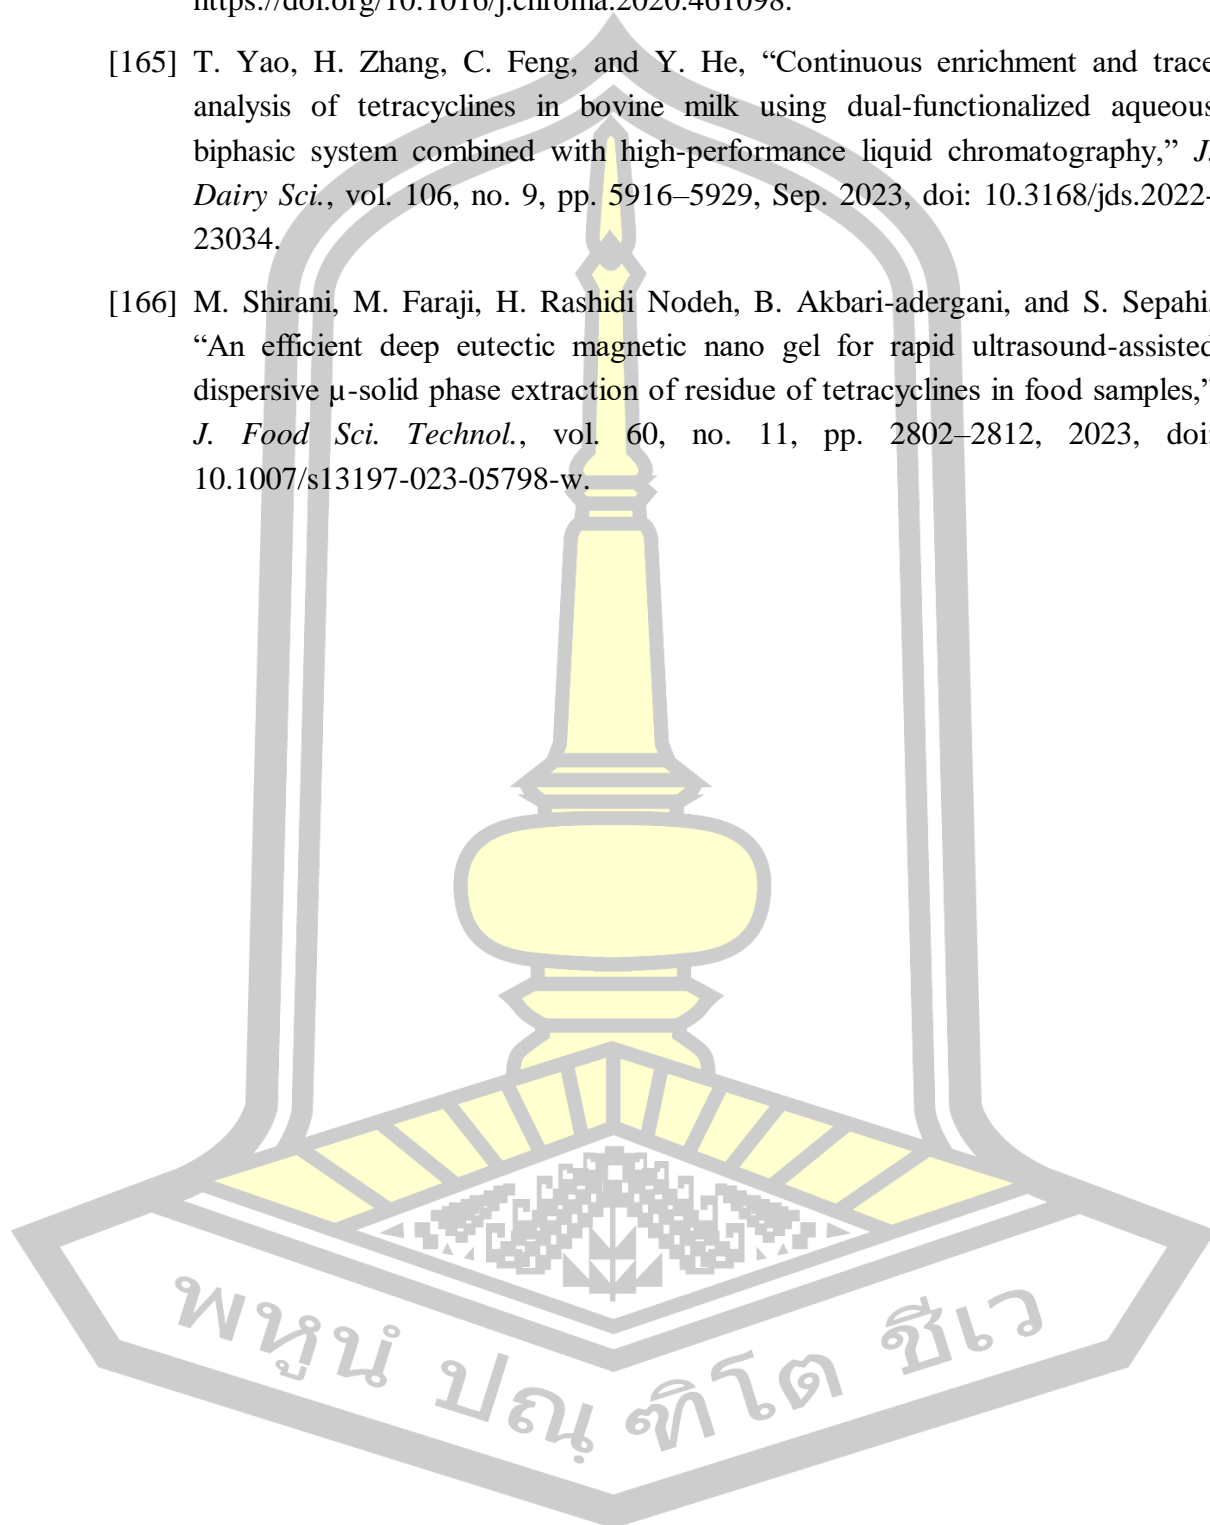 https://doi.org/10.1016/j.chroma.2020.461098.
[165] T. Yao, H. Zhang, C. Feng, and Y. He, “Continuous enrichment and trace
analysis of tetracyclines in bovine milk using dual-functionalized aqueous
biphasic system combined with high-performance liquid chromatography,” J.
Dairy Sci., vol. 106, no. 9, pp. 5916–5929, Sep. 2023, doi: 10.3168/jds.2022-
23034.
[166] M. Shirani, M. Faraji, H. Rashidi Nodeh, B. Akbari-adergani, and S. Sepahi,
“An efficient deep eutectic magnetic nano gel for rapid ultrasound-assisted
dispersive µ-solid phase extraction of residue of tetracyclines in food samples,”
J. Food Sci. Technol., vol. 60, no. 11, pp. 2802–2812, 2023, doi:
10.1007/s13197-023-05798-w.
พหูนํ ปณฺ ฑิโต ชีเว